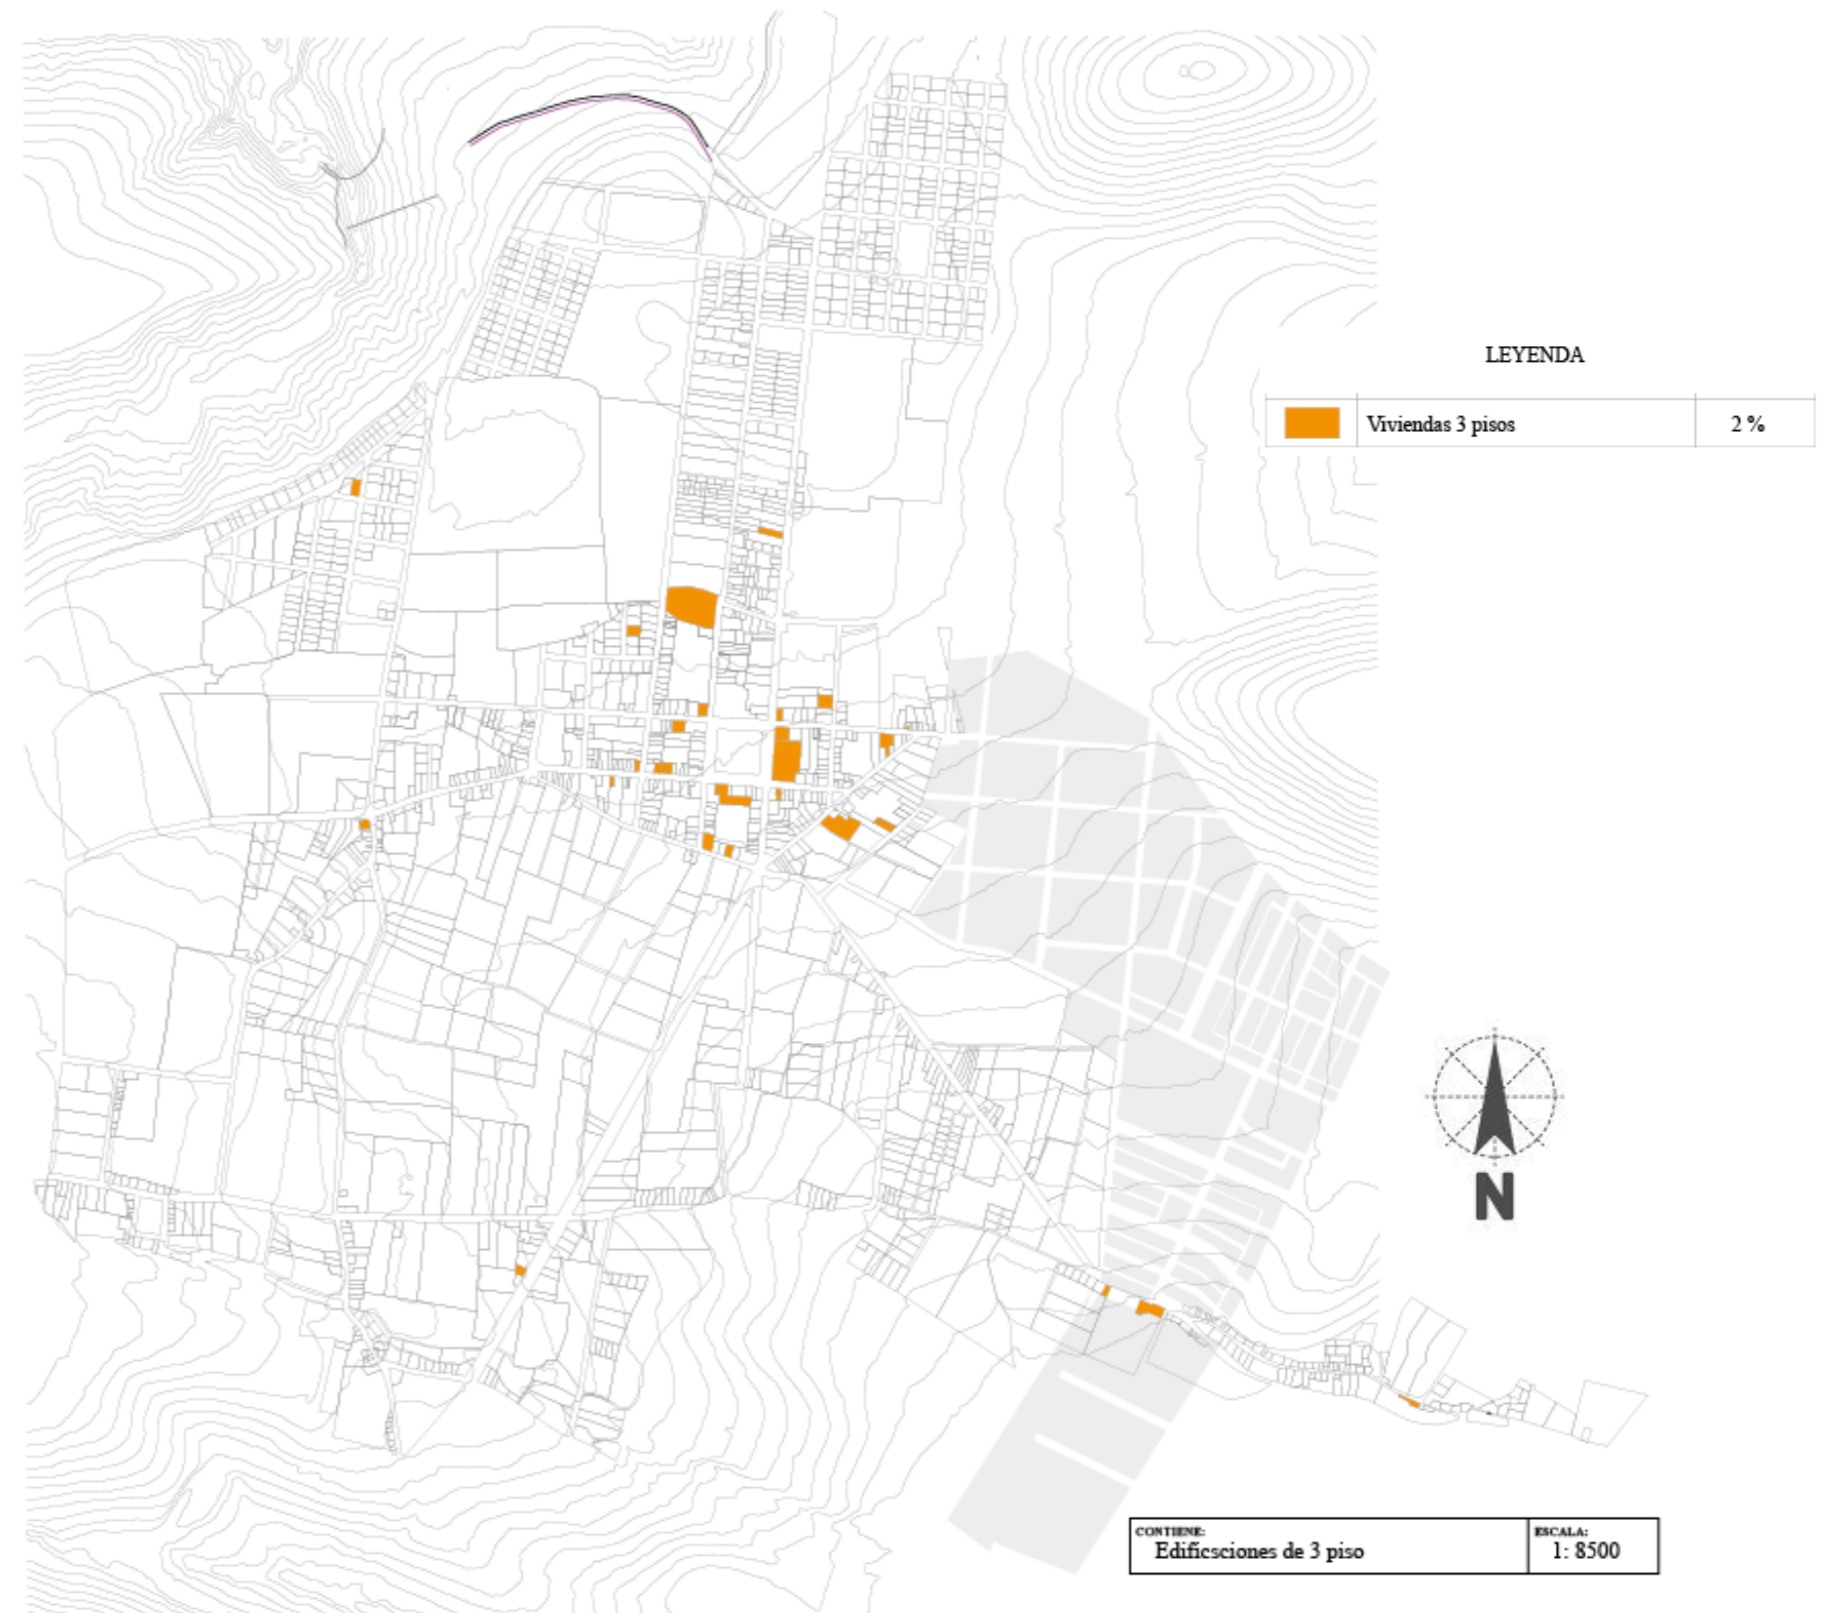 LEYENDA
Viviendas 3 pisos 2 %
N
CONTIENE:
Edificsciones de 3 piso
ESCALA:
1: 8500